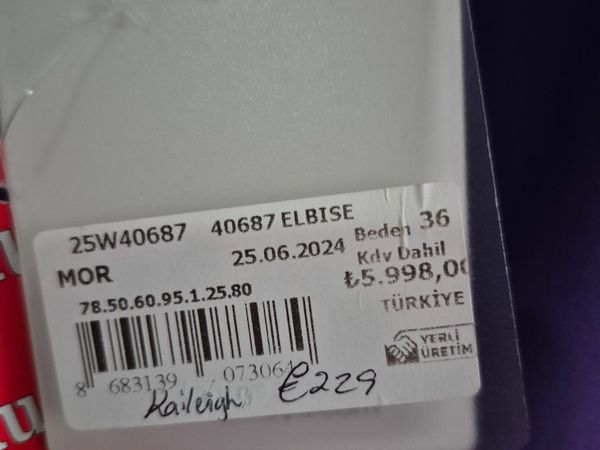 25W40687 40687 ELBISE
MOR 25.06.2024 Beden 36
Kdv Dahil
₺5.998,00
78.50.60.95.1.25.80
TÜRKİYE
YERLİ
ÜRETİM
8 683139 073064
Kaileigh €229